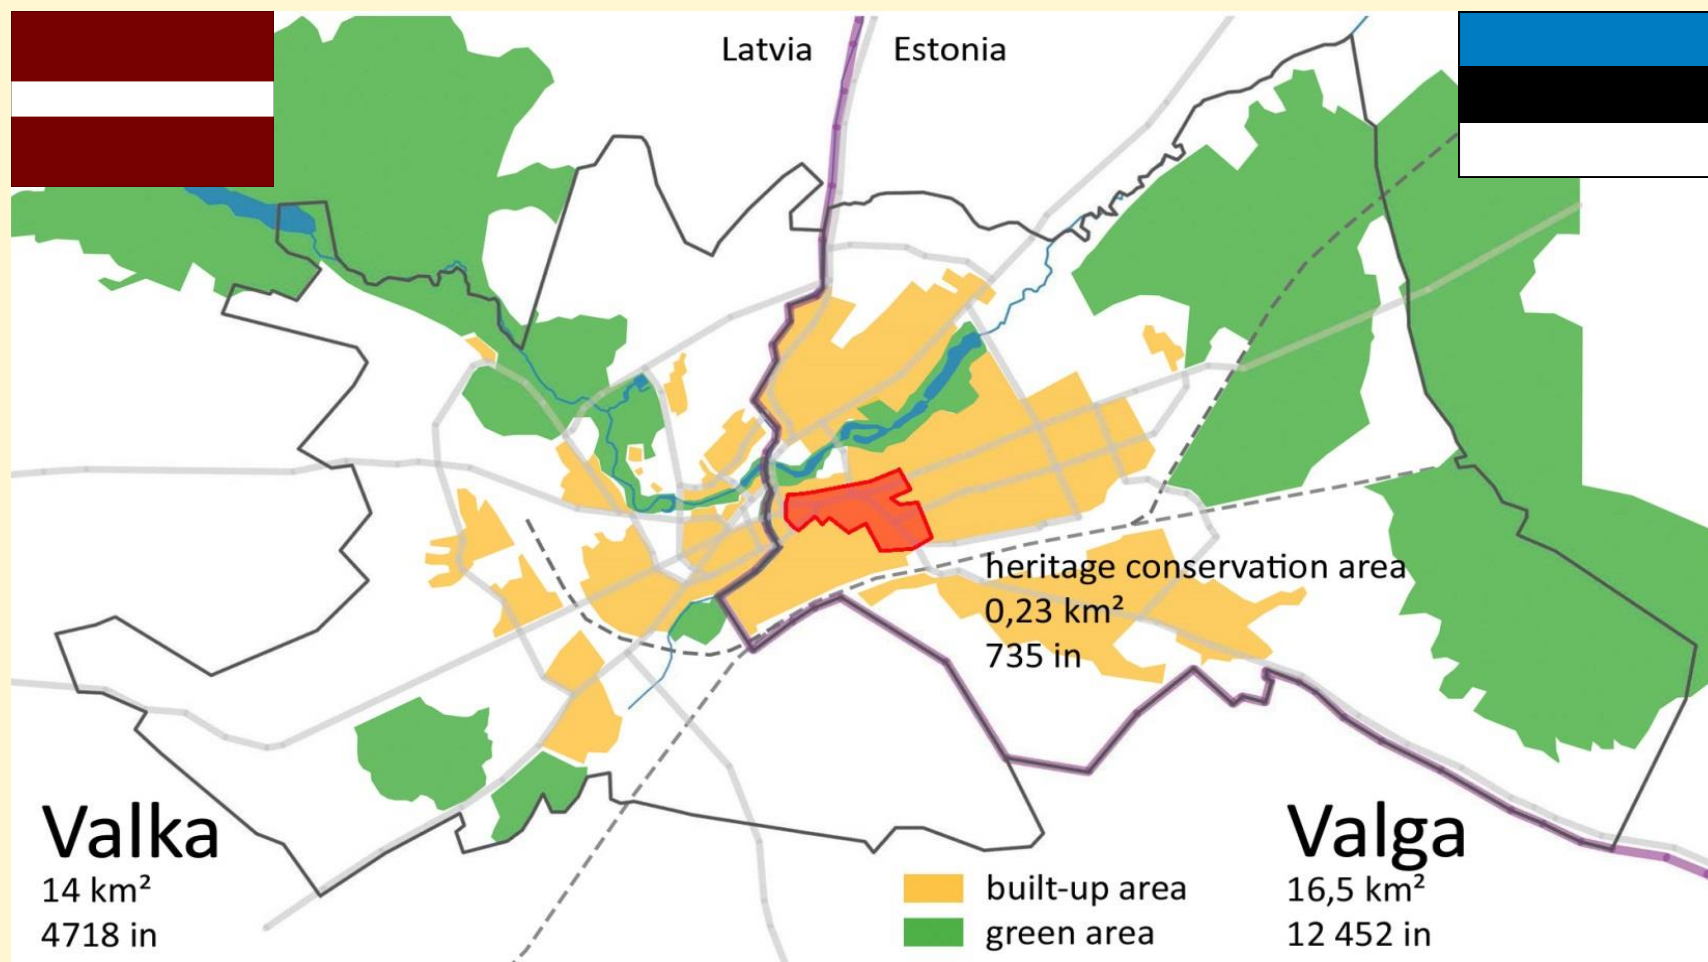 Latvia
Estonia
heritage conservation area
0,23 km²
735 in
Valka
14 km²
4718 in
built-up area
green area
Valga
16,5 km²
12 452 in